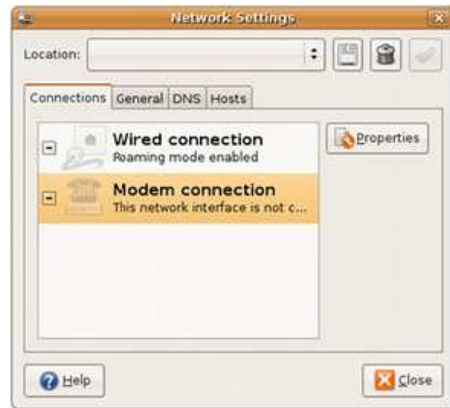 Network Settings
Location:
Connections General DNS Hosts
Wired connection
Roaming mode enabled
Properties
Modem connection
This network interface is not c...
Help
Close